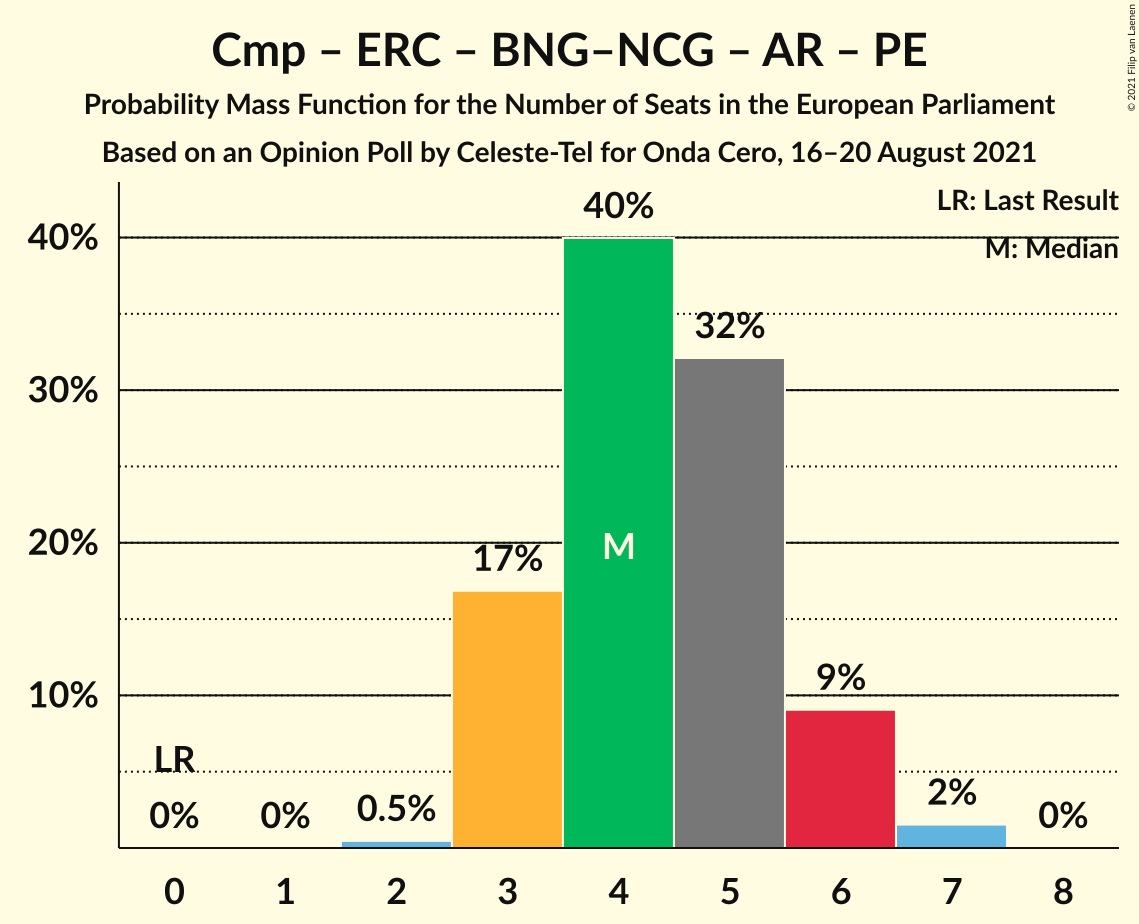 Cmp – ERC – BNG–NCG – AR – PE
Probability Mass Function for the Number of Seats in the European Parliament
Based on an Opinion Poll by Celeste-Tel for Onda Cero, 16–20 August 2021
© 2021 Filip van Laenen
LR: Last Result
M: Median
40%
30%
20%
10%
LR
0%
0%
0.5%
17%
40%
M
32%
9%
2%
0%
0 1 2 3 4 5 6 7 8